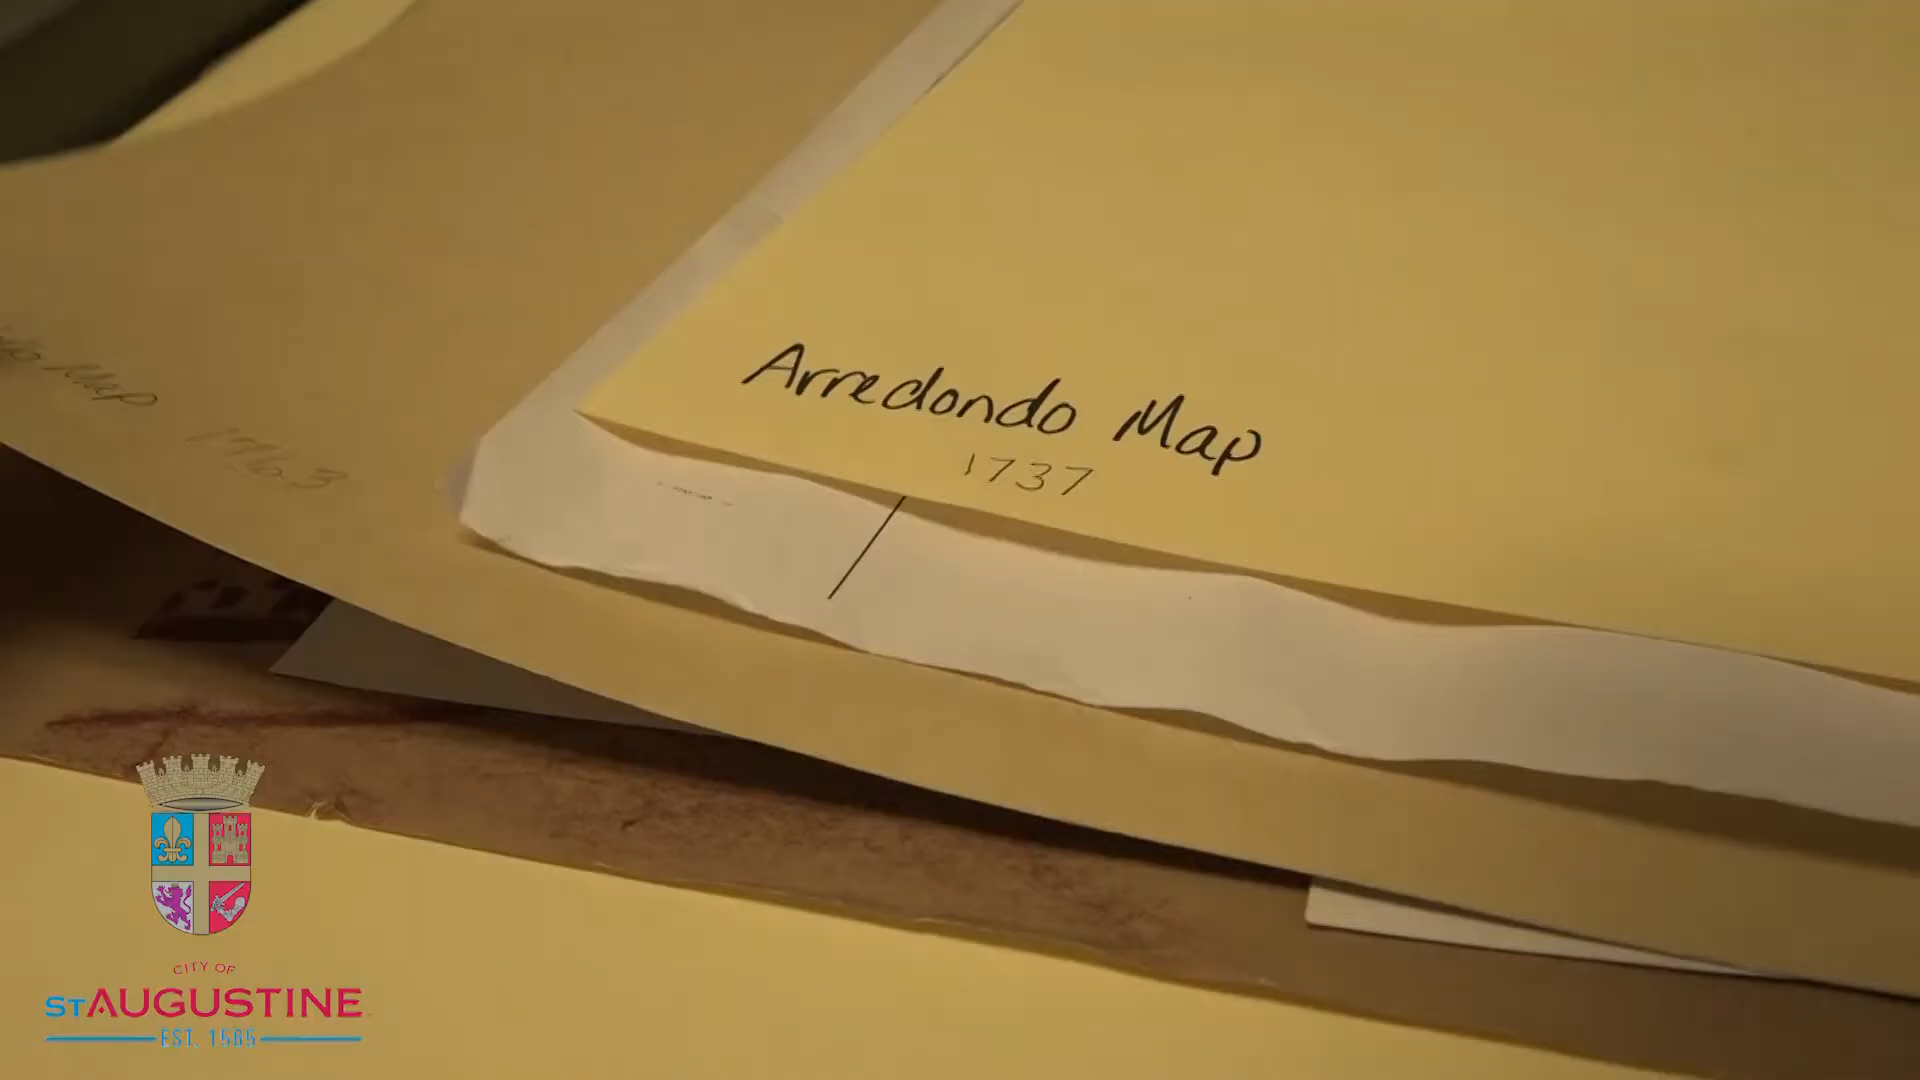 Arredondo Map
1737
Map 1763
CITY OF
STAUGUSTINE
EST. 1565